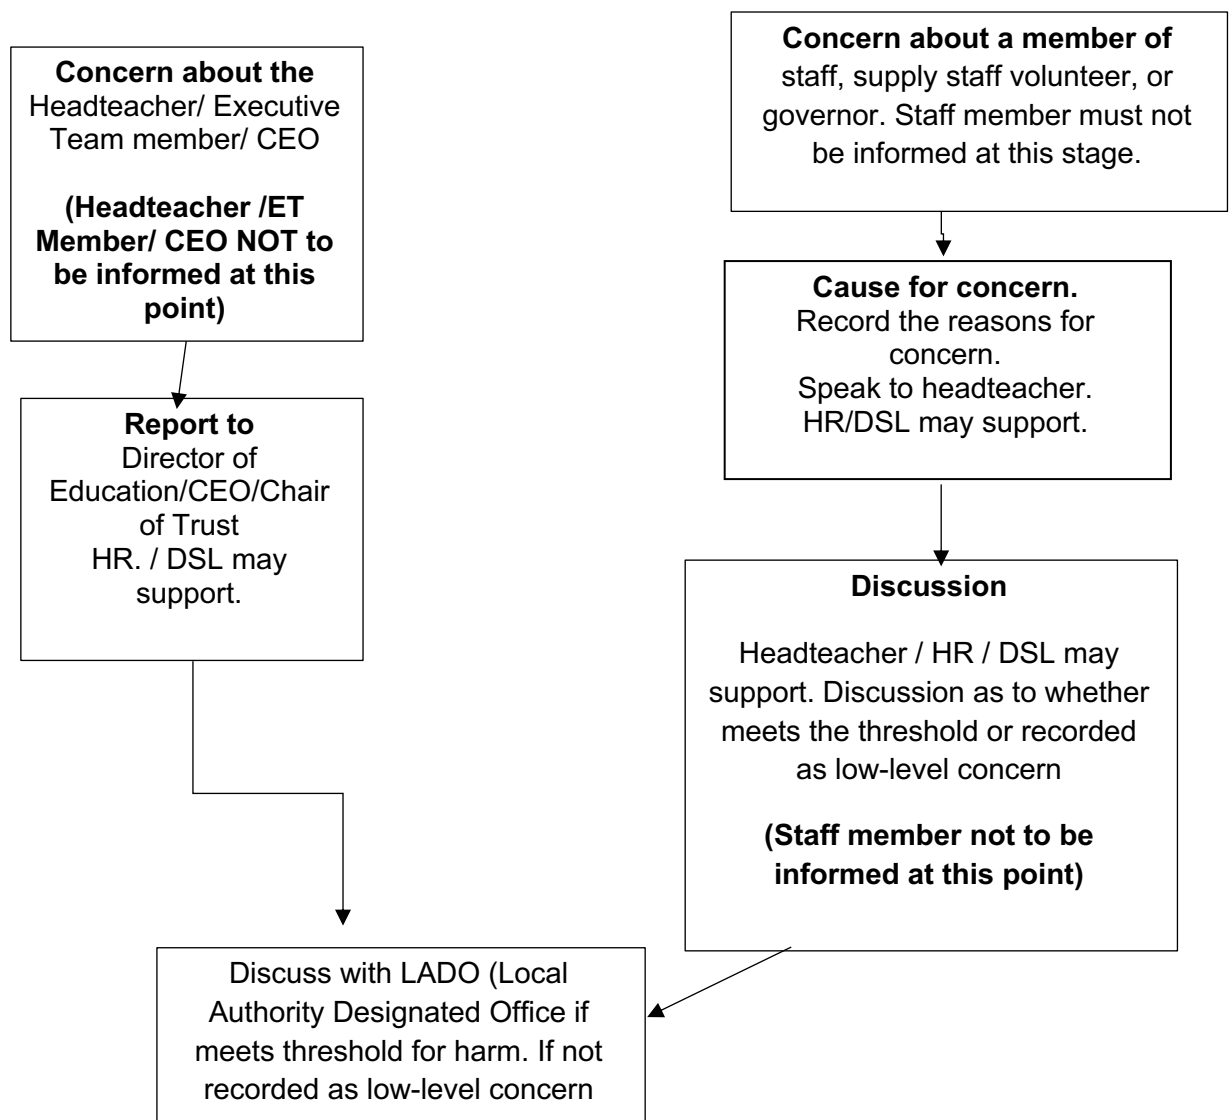 Concern about the
Headteacher/ Executive
Team member/ CEO
(Headteacher /ET
Member/ CEO NOT to
be informed at this
point)
Report to
Director of
Education/CEO/Chair
of Trust
HR. / DSL may
support.
Concern about a member of
staff, supply staff volunteer, or
governor. Staff member must not
be informed at this stage.
Cause for concern.
Record the reasons for
concern.
Speak to headteacher.
HR/DSL may support.
Discussion
Headteacher / HR / DSL may
support. Discussion as to whether
meets the threshold or recorded
as low-level concern
(Staff member not to be
informed at this point)
Discuss with LADO (Local
Authority Designated Office if
meets threshold for harm. If not
recorded as low-level concern